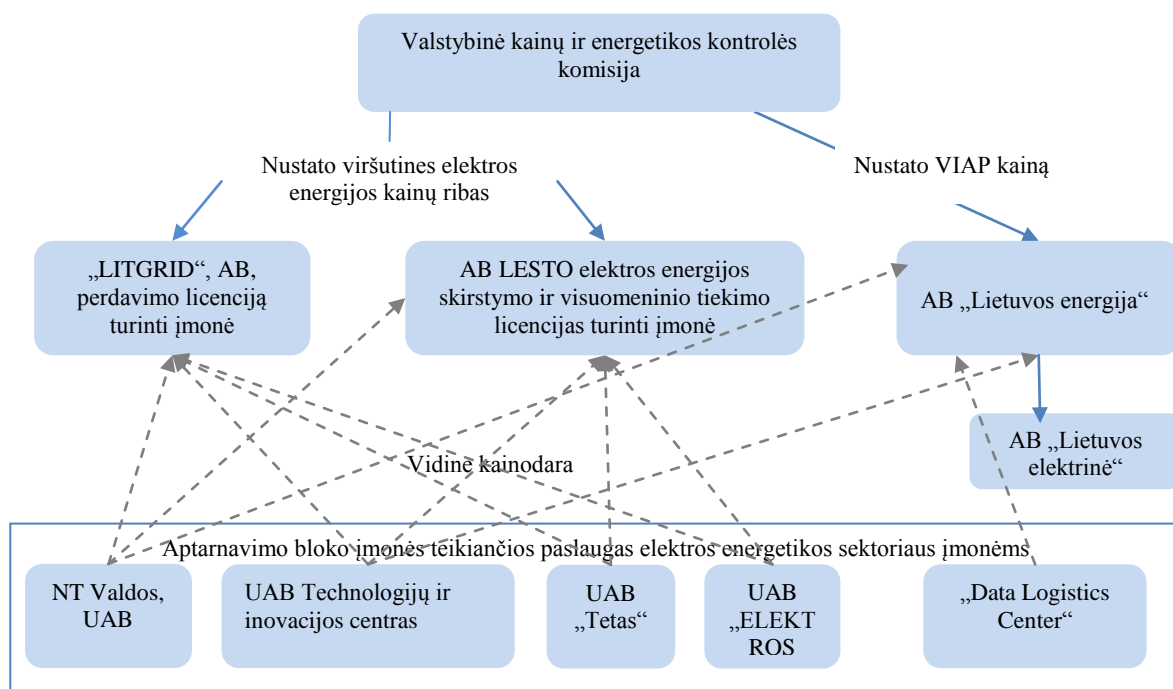 Valstybinė kainų ir energetikos kontrolės
komisija
Nustato viršutines elektros
energijos kainų ribas
Nustato VIAP kainą
„LITGRID“, AB,
perdavimo licenciją
turinti įmonė
AB LESTO elektros energijos
skirstymo ir visuomeninio tiekimo
licencijas turinti įmonė
AB „Lietuvos energija“
AB „Lietuvos
elektrinė“
Vidinė kainodara
Aptarnavimo bloko įmonės teikiančios paslaugas elektros energetikos sektoriaus įmonėms
NT Valdos,
UAB
UAB Technologijų ir
inovacijos centras
UAB
„Tetas“
UAB
„ELEKT
ROS
„Data Logistics
Center“